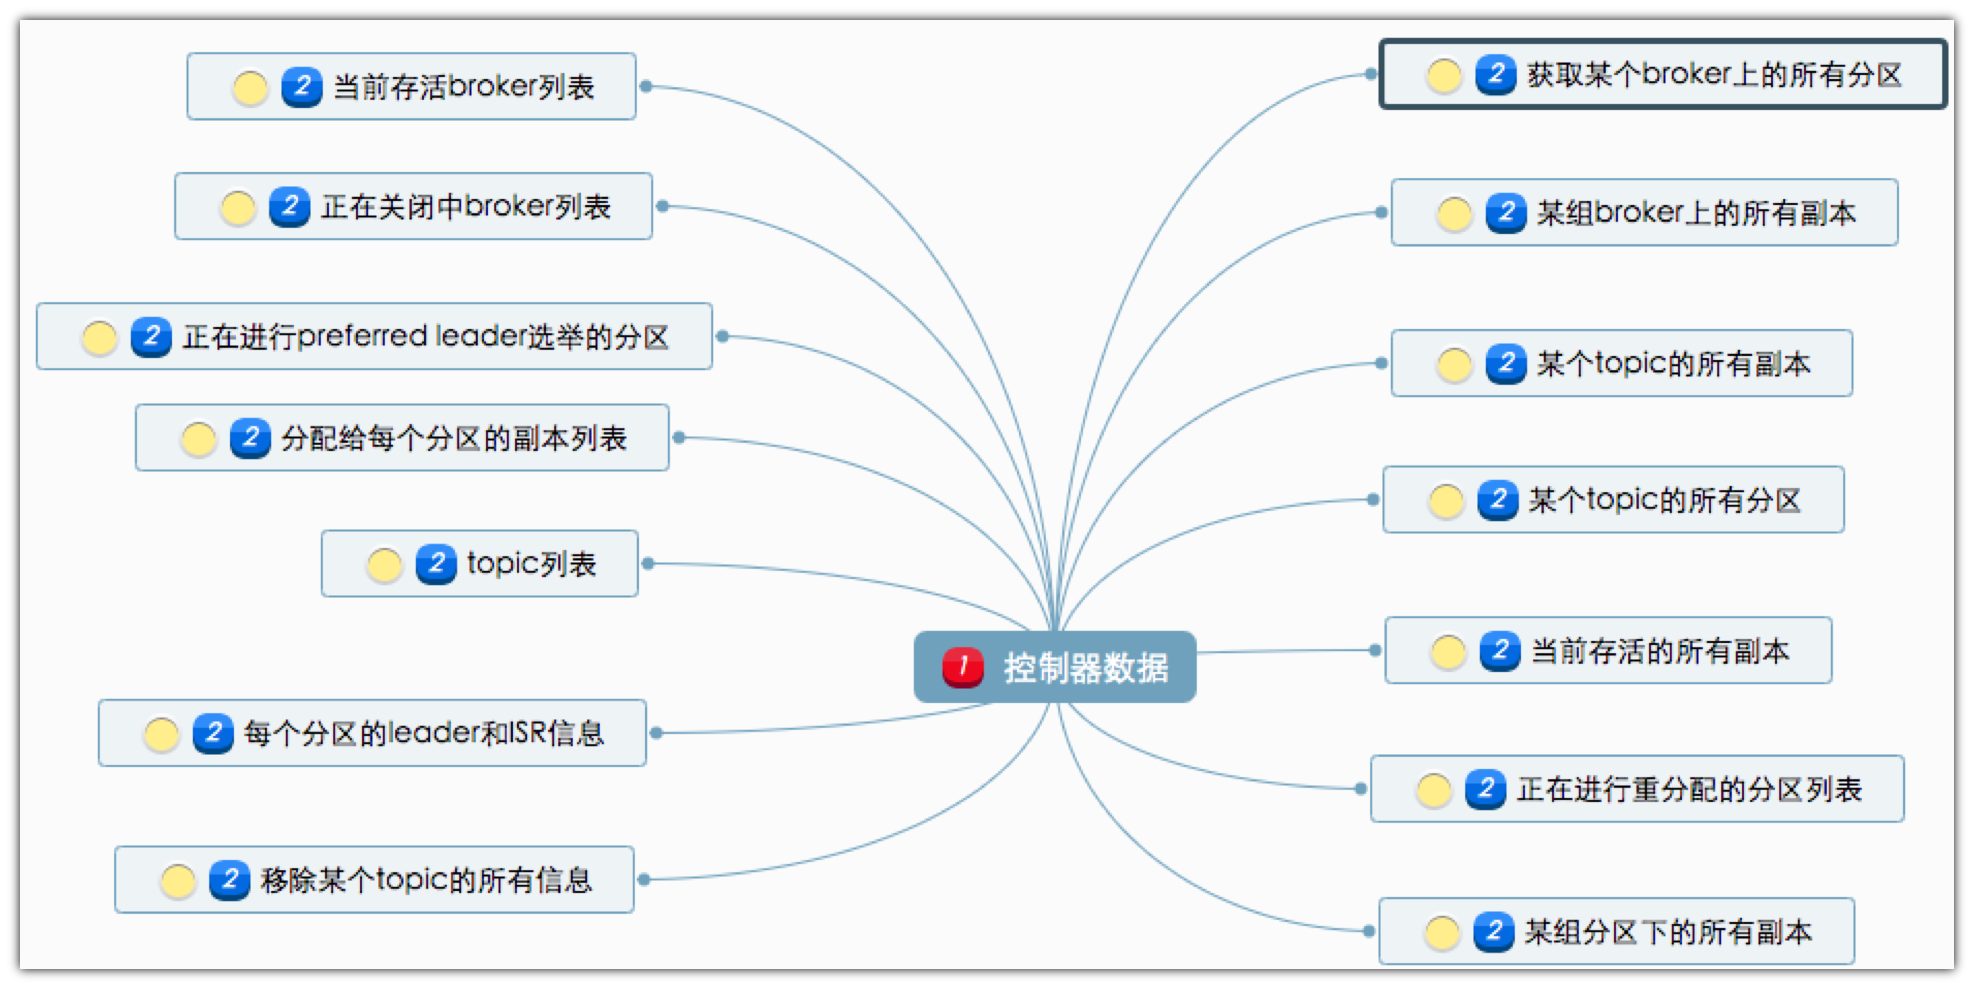 2 当前存活broker列表
2 正在关闭中broker列表
2 正在进行preferred leader选举的分区
2 分配给每个分区的副本列表
2 topic列表
2 每个分区的leader和ISR信息
2 移除某个topic的所有信息
1 控制器数据
2 获取某个broker上的所有分区
2 某组broker上的所有副本
2 某个topic的所有副本
2 某个topic的所有分区
2 当前存活的所有副本
2 正在进行重分配的分区列表
2 某组分区下的所有副本